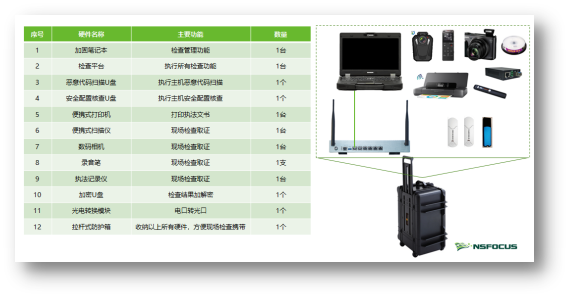 序号 硬件名称 主要功能 数量
1 加固笔记本 检查管理功能 1台
2 检查平台 执行所有检查功能 1台
3 恶意代码扫描U盘 执行主机恶意代码扫描 1个
4 安全配置核查U盘 执行主机安全配置核查 1个
5 便携式打印机 打印执法文书 1台
6 便携式扫描仪 现场检查取证 1台
7 数码相机 现场检查取证 1台
8 录音笔 现场检查取证 1支
9 执法记录仪 现场检查取证 1台
10 加密U盘 检查结果加解密 1个
11 光电转换模块 电口转光口 1个
12 拉杆式防护箱 收纳以上所有硬件，方便现场检查携带 1个
NSFOCUS